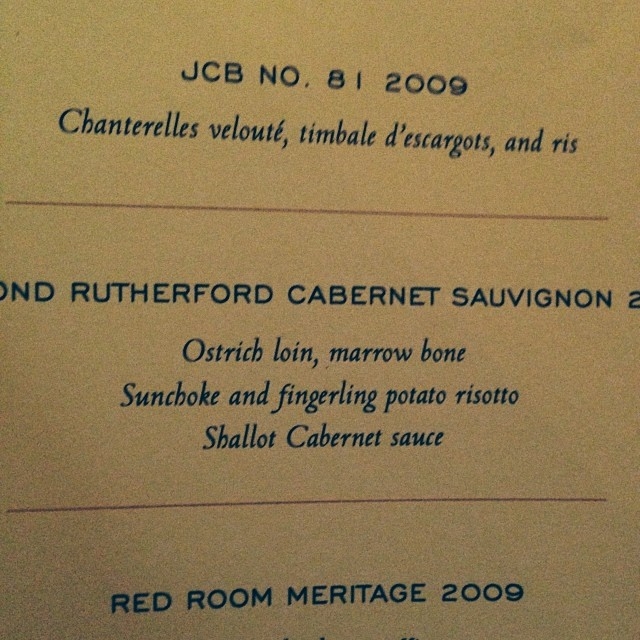 JCB NO. 81 2009
Chanterelles velouté, timbale d'escargots, and ris
OND RUTHERFORD CABERNET SAUVIGNON 2
Ostrich loin, marrow bone
Sunchoke and fingerling potato risotto
Shallot Cabernet sauce
RED ROOM MERITAGE 2009